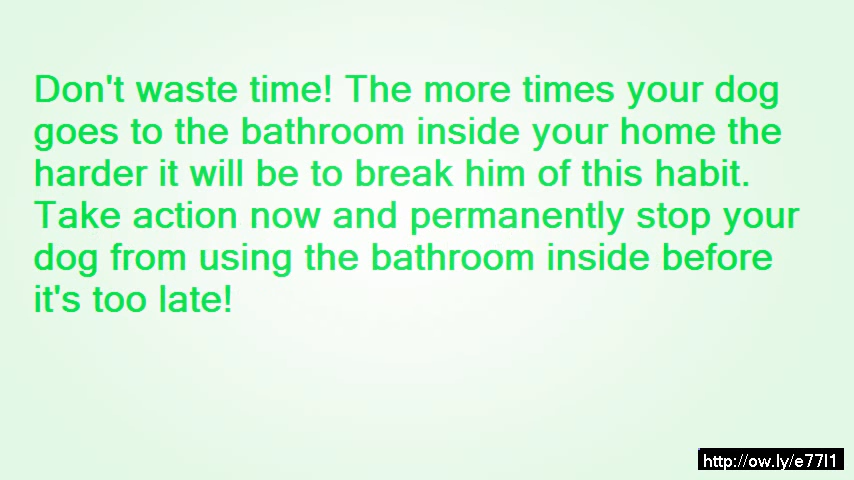 Don't waste time! The more times your dog
goes to the bathroom inside your home the
harder it will be to break him of this habit.
Take action now and permanently stop your
dog from using the bathroom inside before
it's too late!
http://ow.ly/e77I1